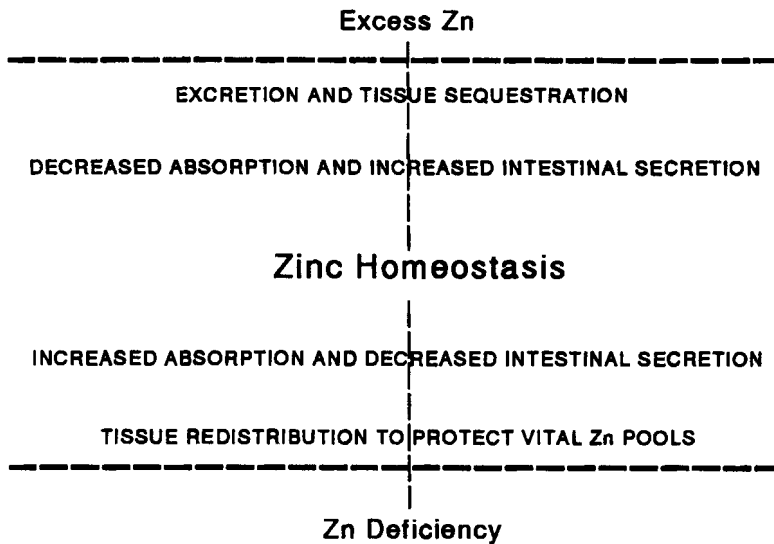 Excess Zn
EXCRETION AND TISSUE SEQUESTRATION
DECREASED ABSORPTION AND INCREASED INTESTINAL SECRETION
Zinc Homeostasis
INCREASED ABSORPTION AND DECREASED INTESTINAL SECRETION
TISSUE REDISTRIBUTION TO PROTECT VITAL Zn POOLS
Zn Deficiency